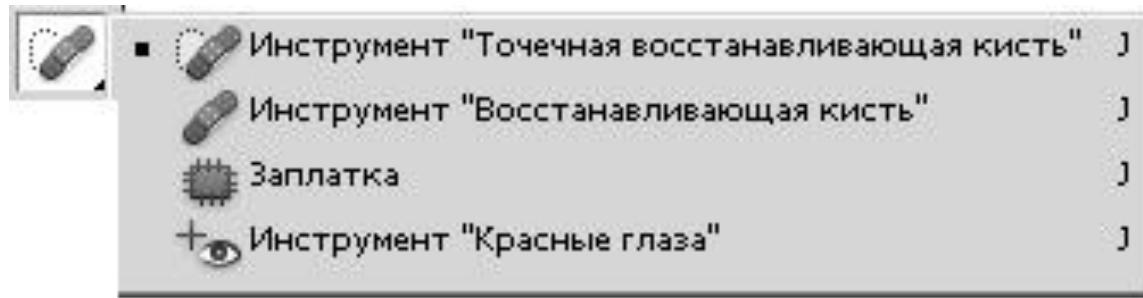 Инструмент "Точечная восстанавливающая кисть" J
Инструмент "Восстанавливающая кисть" J
Заплатка J
Инструмент "Красные глаза" J